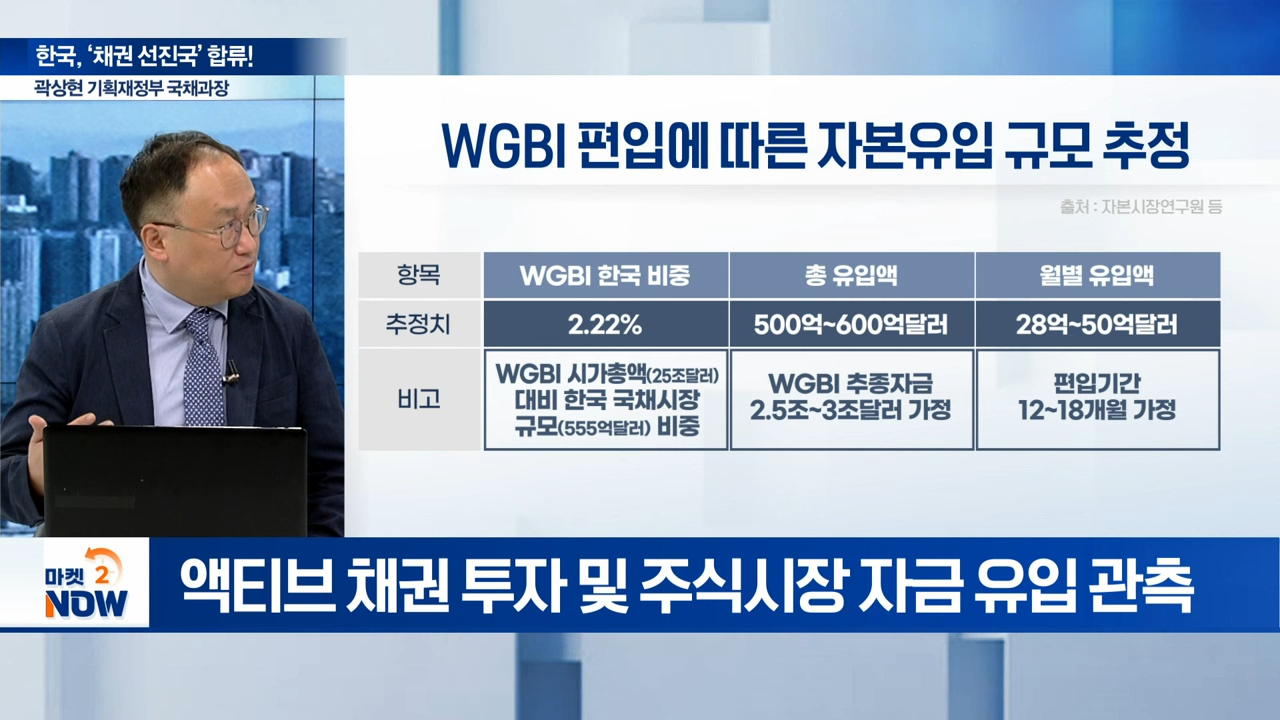 한국, ‘채권 선진국’ 합류!
곽상현 기획재정부 국채과장
WGBI 편입에 따른 자본유입 규모 추정
출처 : 자본시장연구원 등
항목 WGBI 한국 비중 총 유입액 월별 유입액
추정치 2.22% 500억~600억달러 28억~50억달러
비고
WGBI 시가총액(25조달러)
대비 한국 국채시장
규모(555억달러) 비중
WGBI 추종자금
2.5조~3조달러 가정
편입기간
12~18개월 가정
마켓 2
NOW
액티브 채권 투자 및 주식시장 자금 유입 관측